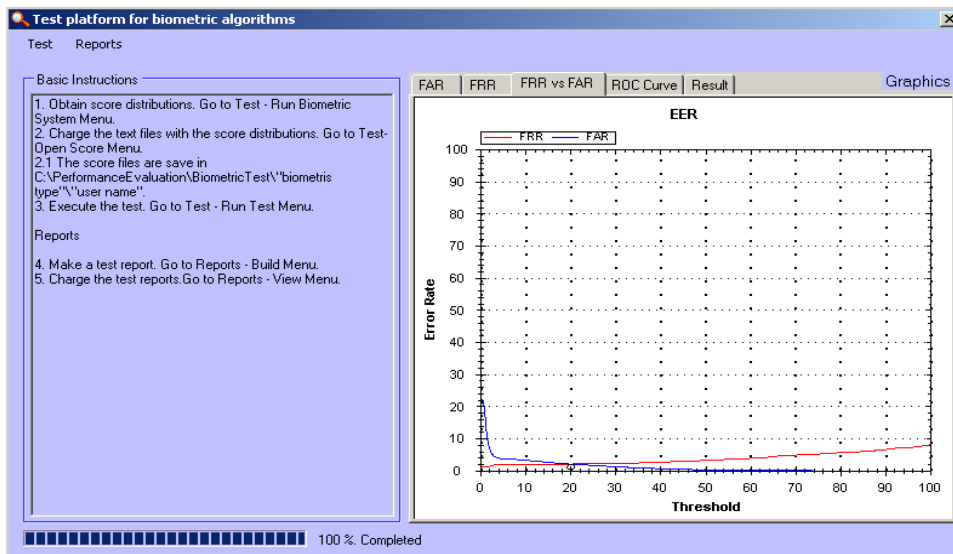 Test platform for biometric algorithms
Test Reports
Basic Instructions
1. Obtain score distributions. Go to Test - Run Biometric
System Menu.
2. Charge the text files with the score distributions. Go to Test-
Open Score Menu.
2.1 The score files are save in
C:\PerformanceEvaluation\BiometricTest\"biometris
type"\"user name".
3. Execute the test. Go to Test - Run Test Menu.
Reports
4. Make a test report. Go to Reports - Build Menu.
5. Charge the test reports.Go to Reports - View Menu.
100 %. Completed
FAR FRR FRR vs FAR ROC Curve Result Graphics
EER
FRR FAR
100
90
80
70
60
50
40
30
20
10
0
Error Rate
0 10 20 30 40 50 60 70 80 90 100
Threshold